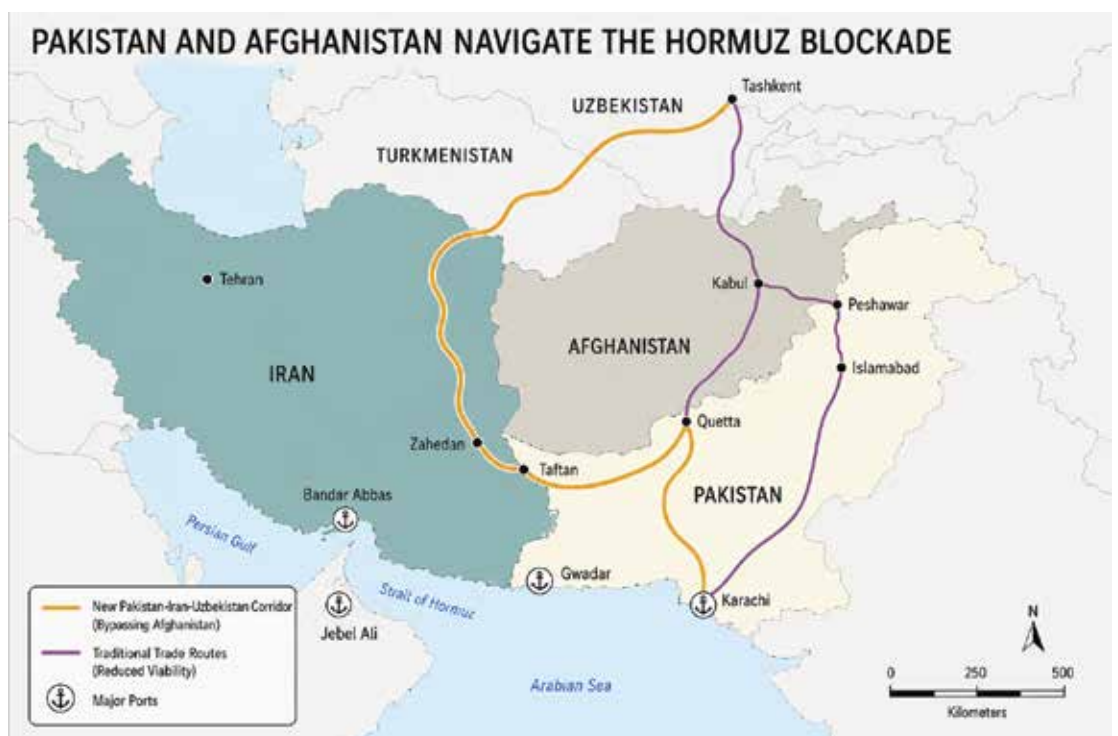 PAKISTAN AND AFGHANISTAN NAVIGATE THE HORMUZ BLOCKADE
Tashkent
UZBEKISTAN
TURKMENISTAN
Tehran
Kabul
Peshawar
AFGHANISTAN
Islamabad
IRAN
Quetta
Zahedan
Taftan
PAKISTAN
Bandar Abbas
Persian Gulf
Gwadar
Strait of Hormuz
Karachi
Jebel Ali
Arabian Sea
New Pakistan-Iran-Uzbekistan Corridor
(Bypassing Afghanistan)
Traditional Trade Routes
(Reduced Viability)
Major Ports
N
0 250 500
Kilometers